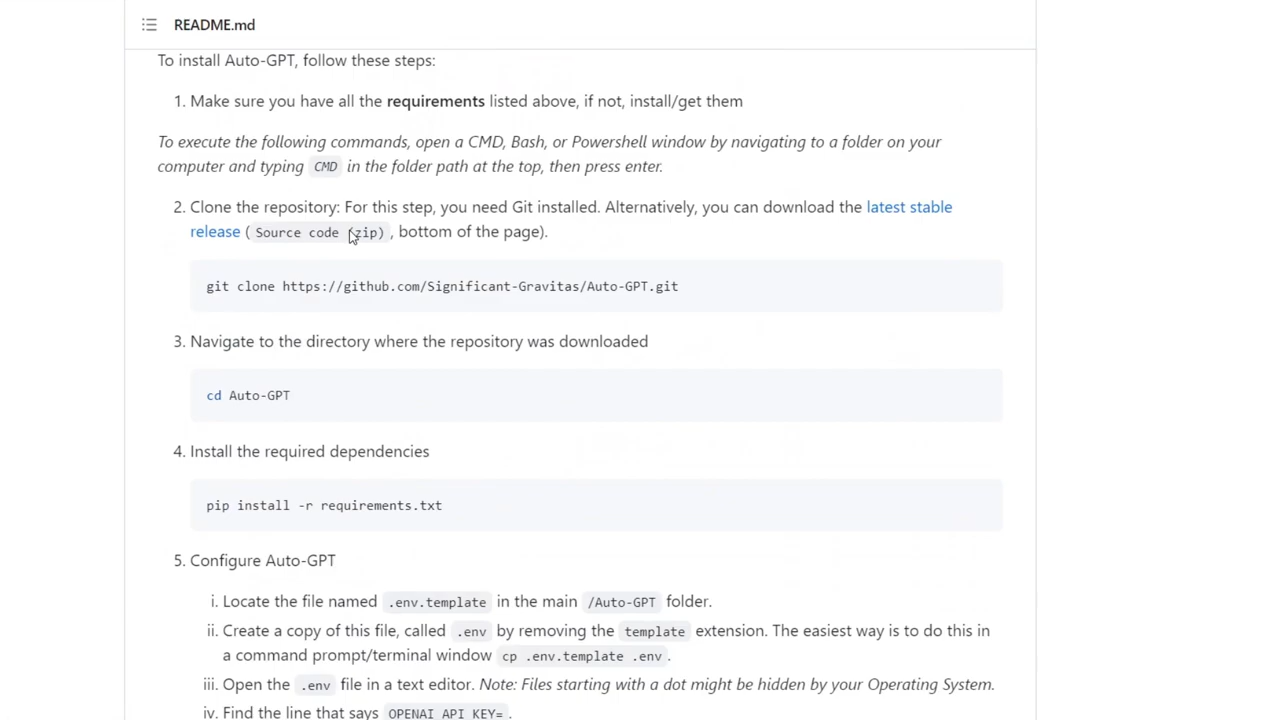 README.md
To install Auto-GPT, follow these steps:
1. Make sure you have all the requirements listed above, if not, install/get them
To execute the following commands, open a CMD, Bash, or Powershell window by navigating to a folder on your
computer and typing CMD in the folder path at the top, then press enter.
2. Clone the repository: For this step, you need Git installed. Alternatively, you can download the latest stable
release ( Source code (zip) , bottom of the page).
git clone https://github.com/Significant-Gravitas/Auto-GPT.git
3. Navigate to the directory where the repository was downloaded
cd Auto-GPT
4. Install the required dependencies
pip install -r requirements.txt
5. Configure Auto-GPT
i. Locate the file named .env.template in the main /Auto-GPT folder.
ii. Create a copy of this file, called .env by removing the template extension. The easiest way is to do this in
a command prompt/terminal window cp .env.template .env .
iii. Open the .env file in a text editor. Note: Files starting with a dot might be hidden by your Operating System.
iv. Find the line that says OPENAI_API_KEY= .